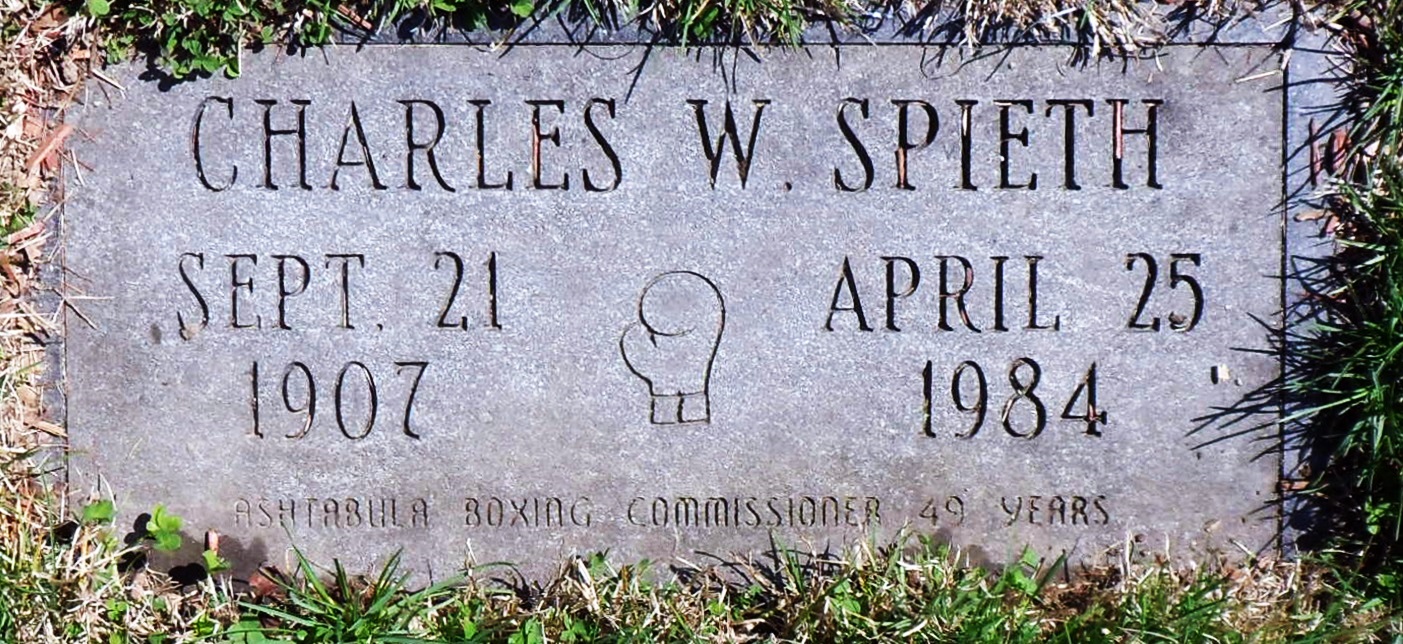 CHARLES W. SPIETH
SEPT. 21
1907
APRIL 25
1984
ASHTABULA BOXING COMMISSIONER 49 YEARS